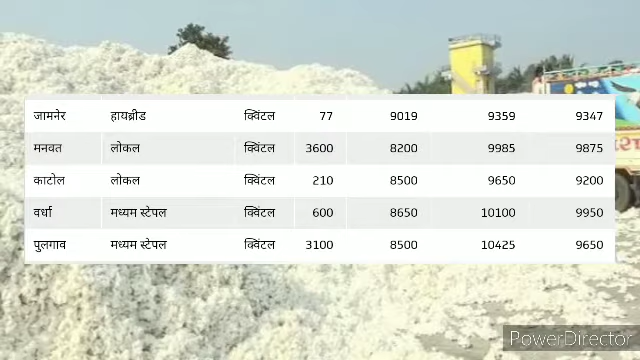 जामनेर हायब्रीड क्विंटल 77 9019 9359 9347
मनवत लोकल क्विंटल 3600 8200 9985 9875
काटोल लोकल क्विंटल 210 8500 9650 9200
वर्धा मध्यम स्टेपल क्विंटल 600 8650 10100 9950
पुलगाव मध्यम स्टेपल क्विंटल 3100 8500 10425 9650
PowerDirector